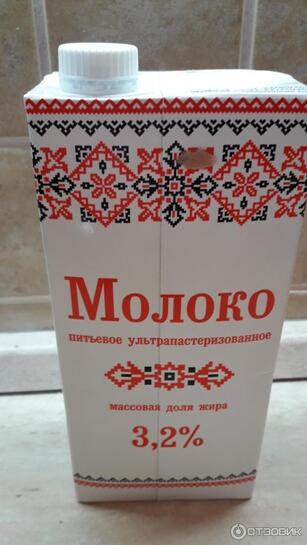 Молоко
питьевое ультрапастеризованное
массовая доля жира
3,2%
ОТЗОВИК